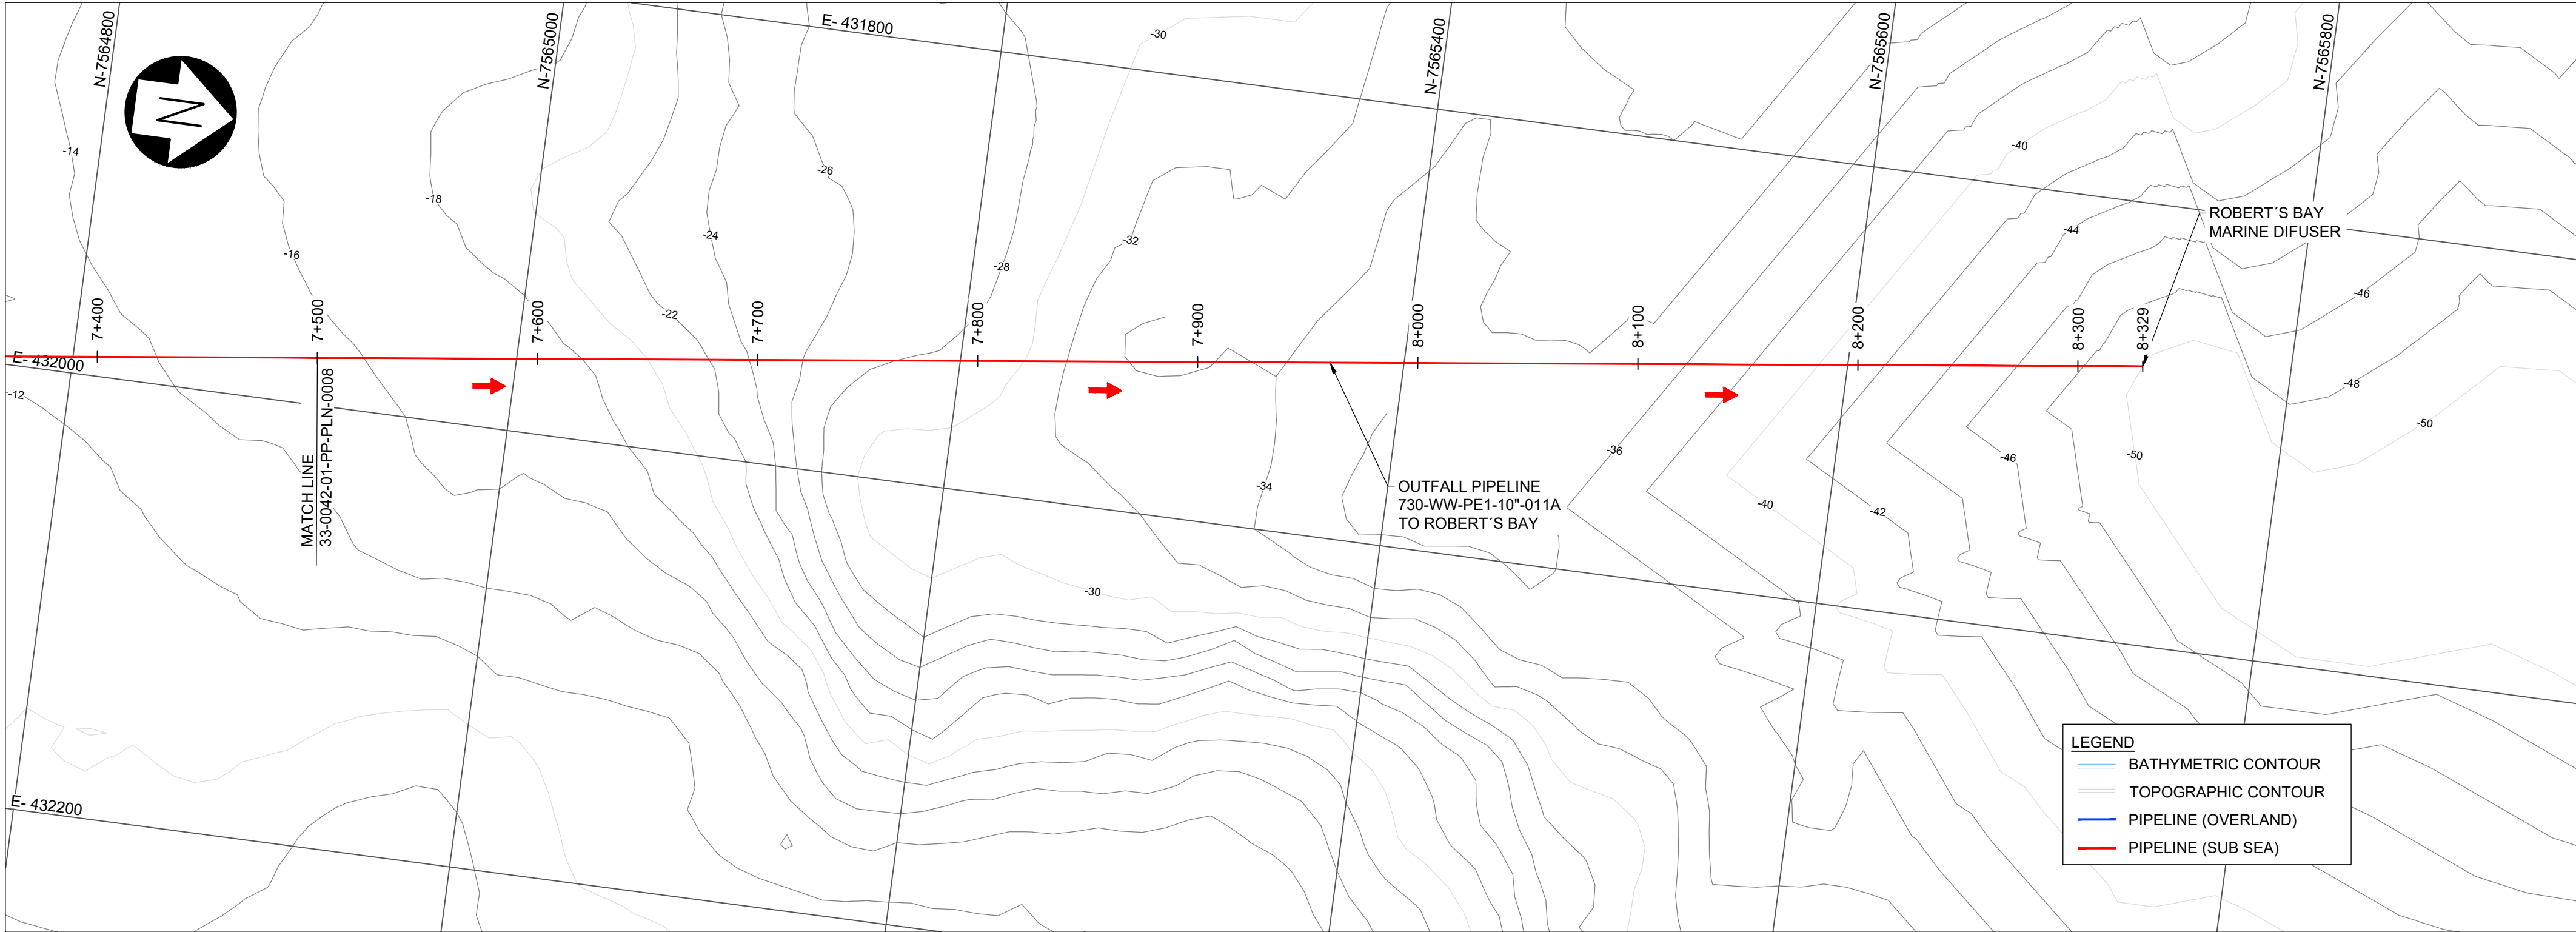 N-7564800
N-7565000
E- 431800
N-7565400
N-7565600
N-7565800
N
-30
-14
-26
-18
-24
-16
-28
-32
-22
-40
-44
-46
-48
-50
ROBERT´S BAY
MARINE DIFUSER
7+400
7+500
7+600
7+700
7+800
7+900
8+000
8+100
8+200
8+300
8+329
E- 432000
-12
MATCH LINE
33-0042-01-PP-PLN-0008
-34
-36
-40
-42
-46
-50
-30
OUTFALL PIPELINE
730-WW-PE1-10"-011A
TO ROBERT´S BAY
E- 432200
LEGEND
BATHYMETRIC CONTOUR
TOPOGRAPHIC CONTOUR
PIPELINE (OVERLAND)
PIPELINE (SUB SEA)